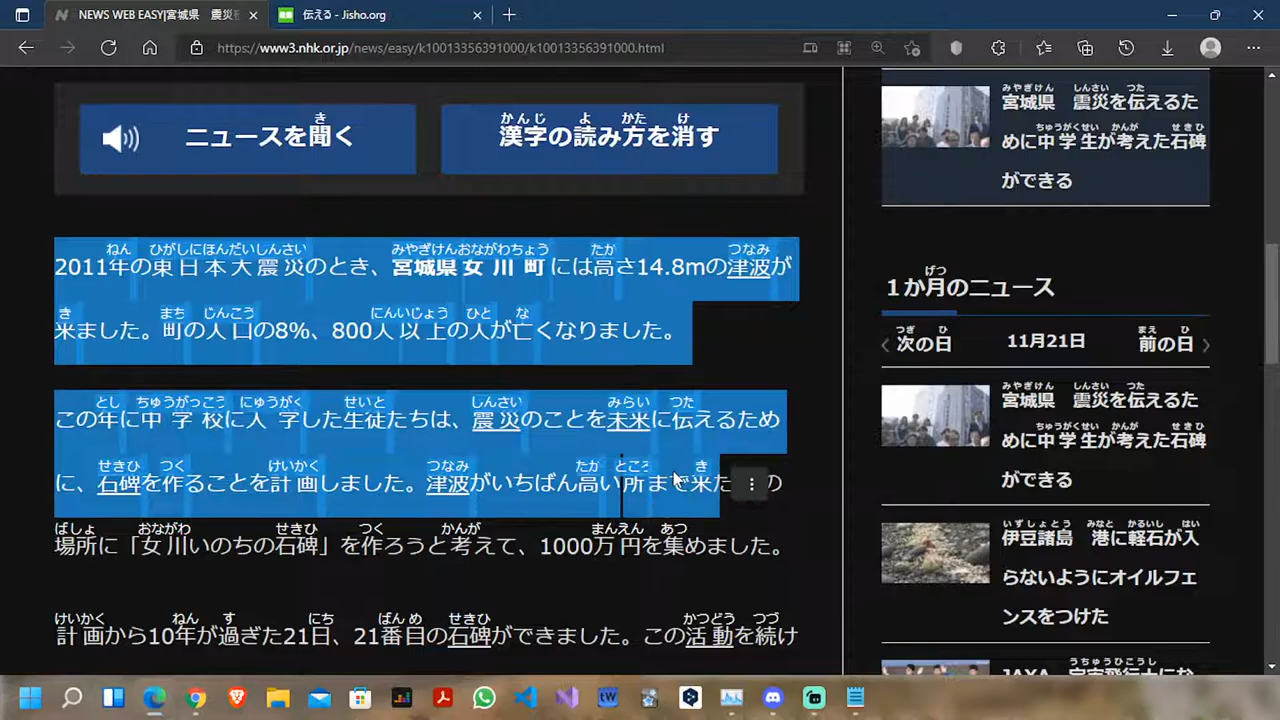 NEWS WEB EASY|宮城県　震災
伝える - Jisho.org
https://www3.nhk.or.jp/news/easy/k10013356391000/k10013356391000.html
ニュースを聞く
漢字の読み方を消す
2011年の東日本大震災のとき、宮城県女川町には高さ14.8mの津波が
来ました。町の人口の8%、800人以上の人が亡くなりました。
この年に中学校に入学した生徒たちは、震災のことを未来に伝えるため
に、石碑を作ることを計画しました。津波がいちばん高い所まで来た の
場所に「女川いのちの石碑」を作ろうと考えて、1000万円を集めました。
計画から10年が過ぎた21日、21番目の石碑ができました。この活動を続け
宮城県　震災を伝えるた
めに中学生が考えた石碑
ができる
1か月のニュース
次の日
11月21日
前の日
宮城県　震災を伝えるた
めに中学生が考えた石碑
ができる
伊豆諸島　港に軽石が入
らないようにオイルフェ
ンスをつけた